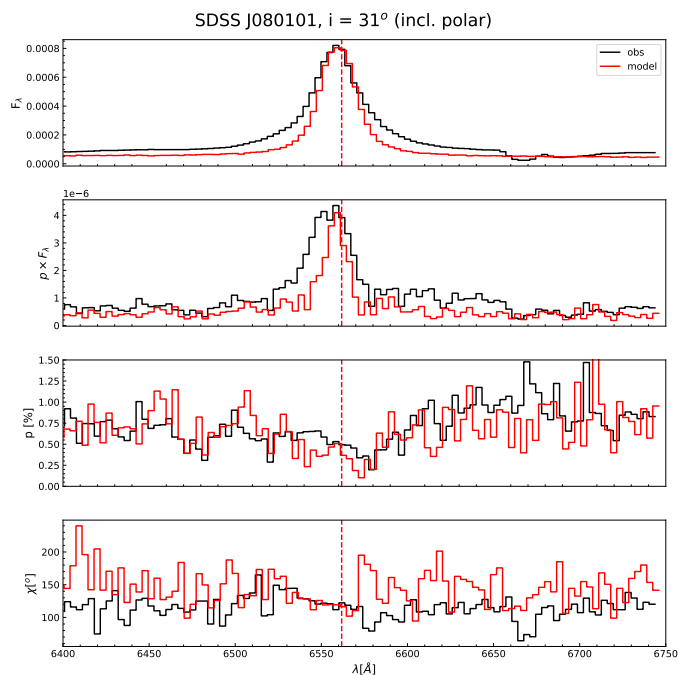 SDSS J080101, i = 31° (incl. polar)
0.0008
0.0006
0.0004
0.0002
0.0000
F_λ
obs
model
1e−6
4
3
2
1
0
p × F_λ
1.50
1.25
1.00
0.75
0.50
0.25
0.00
p [%]
200
150
100
χ[°]
6400 6450 6500 6550 6600 6650 6700 6750
λ[Å]